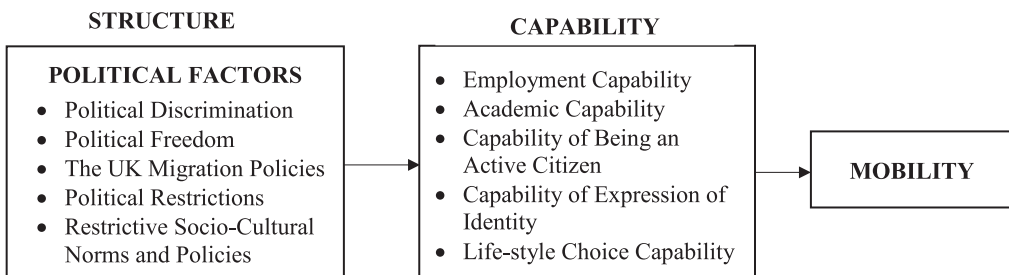 STRUCTURE
POLITICAL FACTORS
• Political Discrimination
• Political Freedom
• The UK Migration Policies
• Political Restrictions
• Restrictive Socio-Cultural
Norms and Policies
CAPABILITY
• Employment Capability
• Academic Capability
• Capability of Being an
Active Citizen
• Capability of Expression of
Identity
• Life-style Choice Capability
MOBILITY